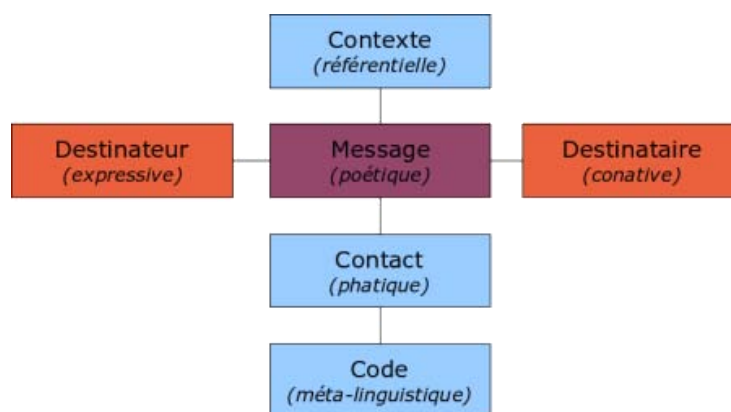 Contexte
(référentielle)
Destinateur
(expressive)
Message
(poétique)
Destinataire
(conative)
Contact
(phatique)
Code
(méta-linguistique)